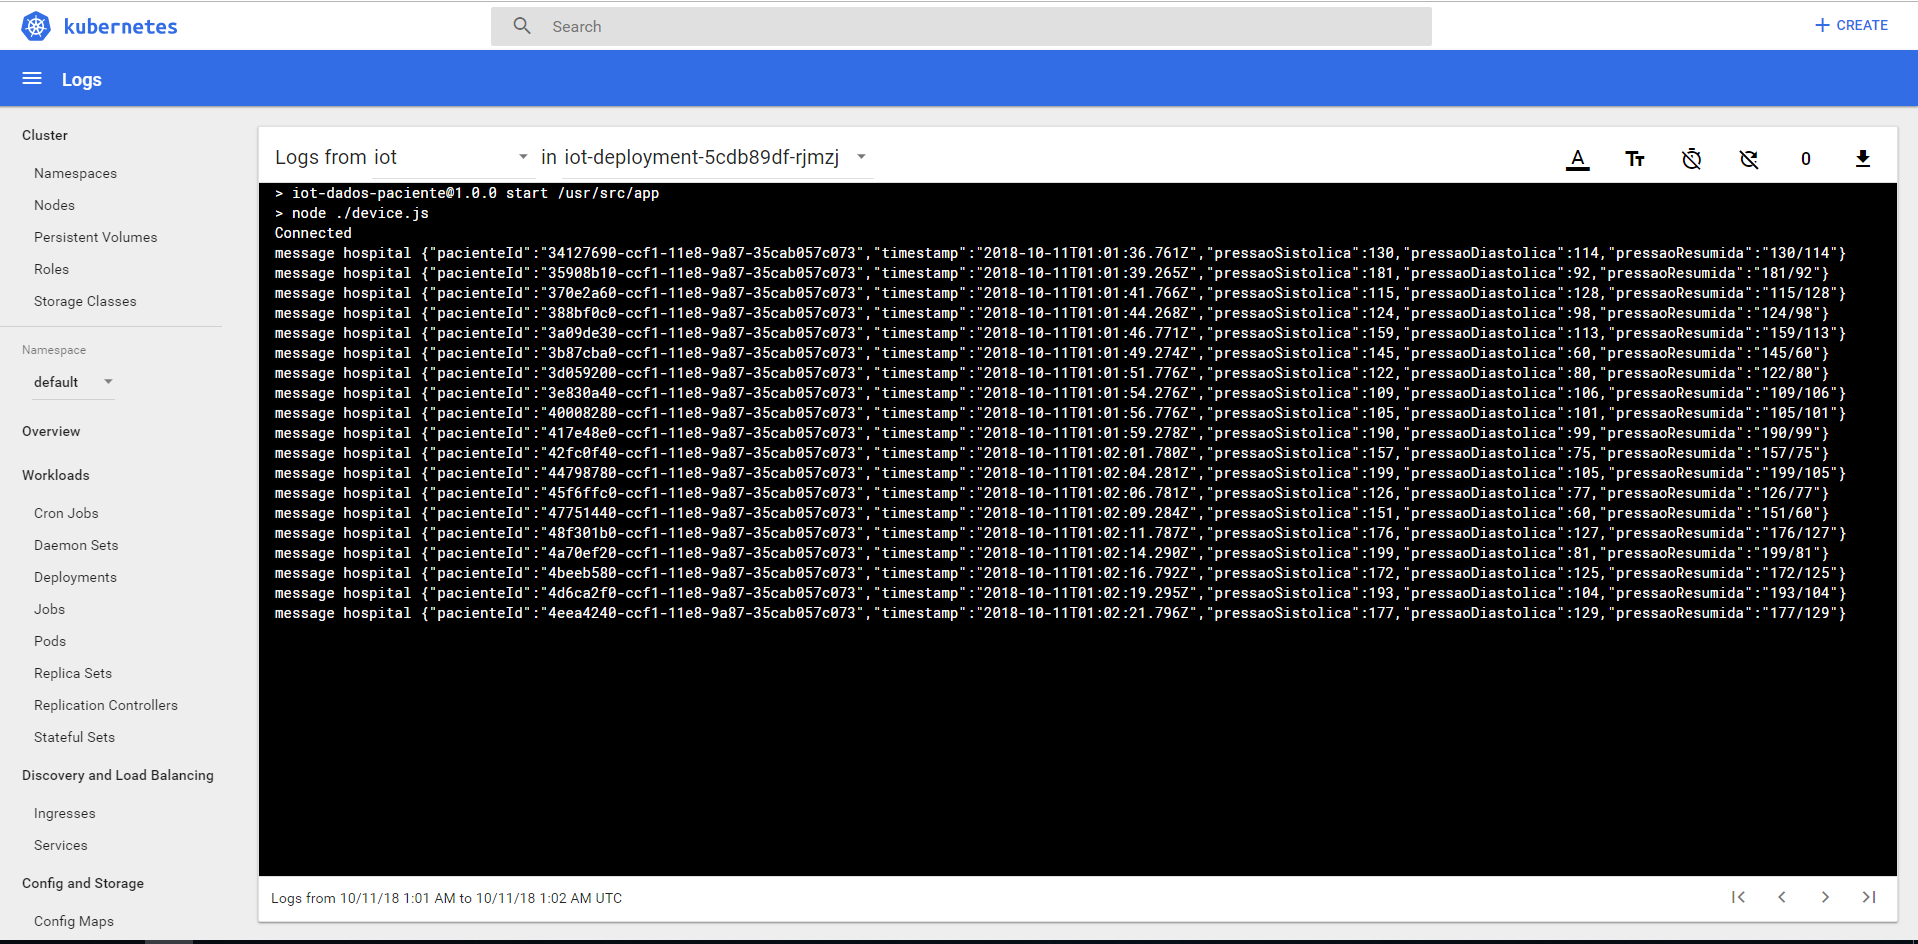 kubernetes
Search
CREATE
Logs
Cluster
Namespaces
Nodes
Persistent Volumes
Roles
Storage Classes
Namespace
default
Overview
Workloads
Cron Jobs
Daemon Sets
Deployments
Jobs
Pods
Replica Sets
Replication Controllers
Stateful Sets
Discovery and Load Balancing
Ingresses
Services
Config and Storage
Config Maps
Logs from iot in iot-deployment-5cdb89df-rjmzj
0
> iot-dados-paciente@1.0.0 start /usr/src/app
> node ./device.js
Connected
message hospital {"pacienteId":"34127690-ccf1-11e8-9a87-35cab057c073","timestamp":"2018-10-11T01:01:36.761Z","pressaoSistolica":130,"pressaoDiastolica":114,"pressaoResumida":"130/114"}
message hospital {"pacienteId":"35908b10-ccf1-11e8-9a87-35cab057c073","timestamp":"2018-10-11T01:01:39.265Z","pressaoSistolica":181,"pressaoDiastolica":92,"pressaoResumida":"181/92"}
message hospital {"pacienteId":"370e2a60-ccf1-11e8-9a87-35cab057c073","timestamp":"2018-10-11T01:01:41.766Z","pressaoSistolica":115,"pressaoDiastolica":128,"pressaoResumida":"115/128"}
message hospital {"pacienteId":"388bf0c0-ccf1-11e8-9a87-35cab057c073","timestamp":"2018-10-11T01:01:44.268Z","pressaoSistolica":124,"pressaoDiastolica":98,"pressaoResumida":"124/98"}
message hospital {"pacienteId":"3a09de30-ccf1-11e8-9a87-35cab057c073","timestamp":"2018-10-11T01:01:46.771Z","pressaoSistolica":159,"pressaoDiastolica":113,"pressaoResumida":"159/113"}
message hospital {"pacienteId":"3b87cba0-ccf1-11e8-9a87-35cab057c073","timestamp":"2018-10-11T01:01:49.274Z","pressaoSistolica":145,"pressaoDiastolica":60,"pressaoResumida":"145/60"}
message hospital {"pacienteId":"3d059200-ccf1-11e8-9a87-35cab057c073","timestamp":"2018-10-11T01:01:51.776Z","pressaoSistolica":122,"pressaoDiastolica":80,"pressaoResumida":"122/80"}
message hospital {"pacienteId":"3e830a40-ccf1-11e8-9a87-35cab057c073","timestamp":"2018-10-11T01:01:54.276Z","pressaoSistolica":109,"pressaoDiastolica":106,"pressaoResumida":"109/106"}
message hospital {"pacienteId":"40008280-ccf1-11e8-9a87-35cab057c073","timestamp":"2018-10-11T01:01:56.776Z","pressaoSistolica":105,"pressaoDiastolica":101,"pressaoResumida":"105/101"}
message hospital {"pacienteId":"417e48e0-ccf1-11e8-9a87-35cab057c073","timestamp":"2018-10-11T01:01:59.278Z","pressaoSistolica":190,"pressaoDiastolica":99,"pressaoResumida":"190/99"}
message hospital {"pacienteId":"42fc0f40-ccf1-11e8-9a87-35cab057c073","timestamp":"2018-10-11T01:02:01.780Z","pressaoSistolica":157,"pressaoDiastolica":75,"pressaoResumida":"157/75"}
message hospital {"pacienteId":"44798780-ccf1-11e8-9a87-35cab057c073","timestamp":"2018-10-11T01:02:04.281Z","pressaoSistolica":199,"pressaoDiastolica":105,"pressaoResumida":"199/105"}
message hospital {"pacienteId":"45f6ffc0-ccf1-11e8-9a87-35cab057c073","timestamp":"2018-10-11T01:02:06.781Z","pressaoSistolica":126,"pressaoDiastolica":77,"pressaoResumida":"126/77"}
message hospital {"pacienteId":"47751440-ccf1-11e8-9a87-35cab057c073","timestamp":"2018-10-11T01:02:09.284Z","pressaoSistolica":151,"pressaoDiastolica":60,"pressaoResumida":"151/60"}
message hospital {"pacienteId":"48f301b0-ccf1-11e8-9a87-35cab057c073","timestamp":"2018-10-11T01:02:11.787Z","pressaoSistolica":176,"pressaoDiastolica":127,"pressaoResumida":"176/127"}
message hospital {"pacienteId":"4a70ef20-ccf1-11e8-9a87-35cab057c073","timestamp":"2018-10-11T01:02:14.290Z","pressaoSistolica":199,"pressaoDiastolica":81,"pressaoResumida":"199/81"}
message hospital {"pacienteId":"4beeb580-ccf1-11e8-9a87-35cab057c073","timestamp":"2018-10-11T01:02:16.792Z","pressaoSistolica":172,"pressaoDiastolica":125,"pressaoResumida":"172/125"}
message hospital {"pacienteId":"4d6ca2f0-ccf1-11e8-9a87-35cab057c073","timestamp":"2018-10-11T01:02:19.295Z","pressaoSistolica":193,"pressaoDiastolica":104,"pressaoResumida":"193/104"}
message hospital {"pacienteId":"4eea4240-ccf1-11e8-9a87-35cab057c073","timestamp":"2018-10-11T01:02:21.796Z","pressaoSistolica":177,"pressaoDiastolica":129,"pressaoResumida":"177/129"}
Logs from 10/11/18 1:01 AM to 10/11/18 1:02 AM UTC